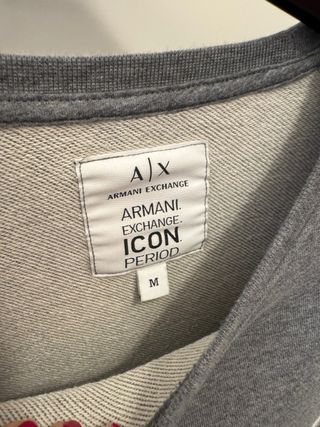 A|X
ARMANI EXCHANGE
ARMANI.
EXCHANGE.
ICON.
PERIOD.
M